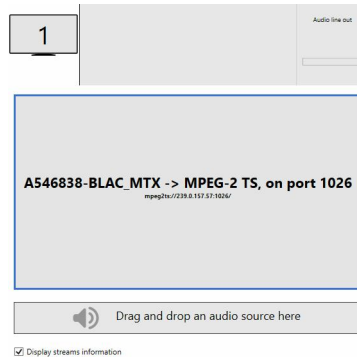 1
Audio line out
A546838-BLAC_MTX -> MPEG-2 TS, on port 1026
mpeg2ts://239.0.157.57:1026/
Drag and drop an audio source here
Display streams information